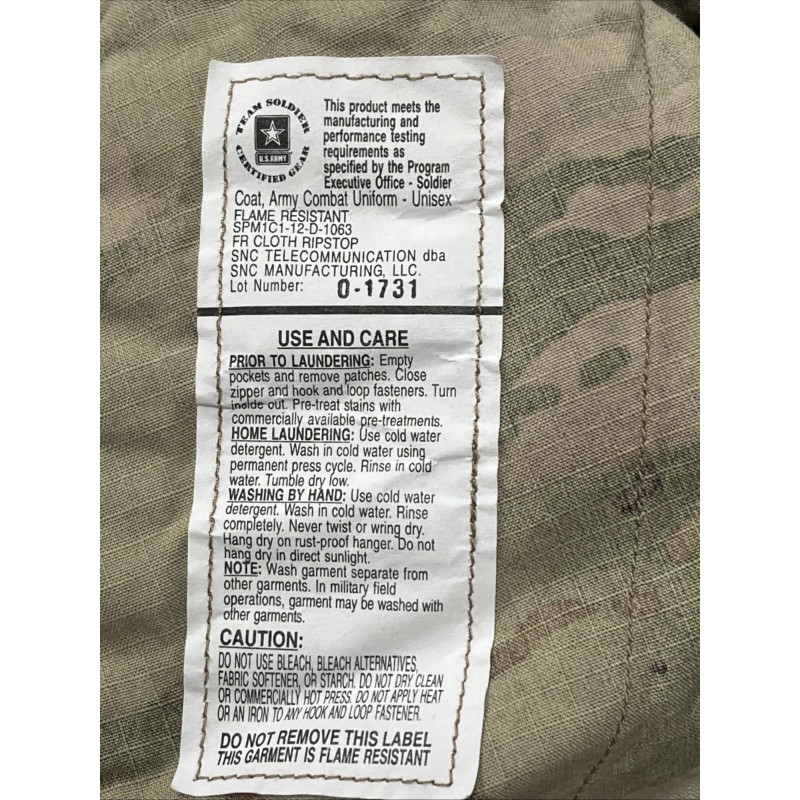 TEAM SOLDIER
U.S. ARMY
CERTIFIED GEAR
This product meets the
manufacturing and
performance testing
requirements as
specified by the Program
Executive Office - Soldier
Coat, Army Combat Uniform - Unisex
FLAME RESISTANT
SPM1C1-12-D-1063
FR CLOTH RIPSTOP
SNC TELECOMMUNICATION dba
SNC MANUFACTURING, LLC.
Lot Number: 0-1731
USE AND CARE
PRIOR TO LAUNDERING: Empty
pockets and remove patches. Close
zipper and hook and loop fasteners. Turn
inside out. Pre-treat stains with
commercially available pre-treatments.
HOME LAUNDERING: Use cold water
detergent. Wash in cold water using
permanent press cycle. Rinse in cold
water. Tumble dry low.
WASHING BY HAND: Use cold water
detergent. Wash in cold water. Rinse
completely. Never twist or wring dry.
Hang dry on rust-proof hanger. Do not
hang dry in direct sunlight.
NOTE: Wash garment separate from
other garments. In military field
operations, garment may be washed with
other garments.
CAUTION:
DO NOT USE BLEACH, BLEACH ALTERNATIVES,
FABRIC SOFTENER, OR STARCH. DO NOT DRY CLEAN
OR COMMERCIALLY HOT PRESS. DO NOT APPLY HEAT
OR AN IRON TO ANY HOOK AND LOOP FASTENER.
DO NOT REMOVE THIS LABEL
THIS GARMENT IS FLAME RESISTANT